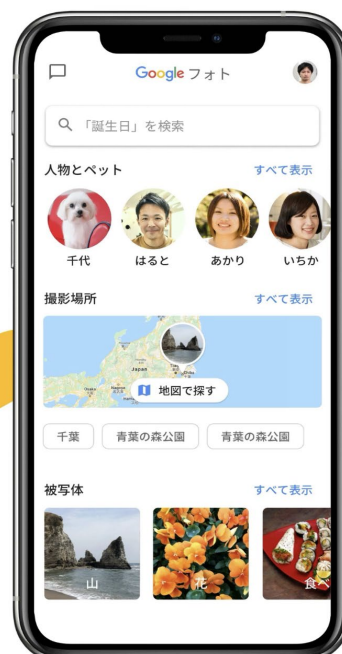 Google フォト
「誕生日」を検索
人物とペット すべて表示
千代 はると あかり いちか
撮影場所 すべて表示
Japan
地図で探す
千葉 青葉の森公園 青葉の森公園
被写体 すべて表示
山 花 食べ